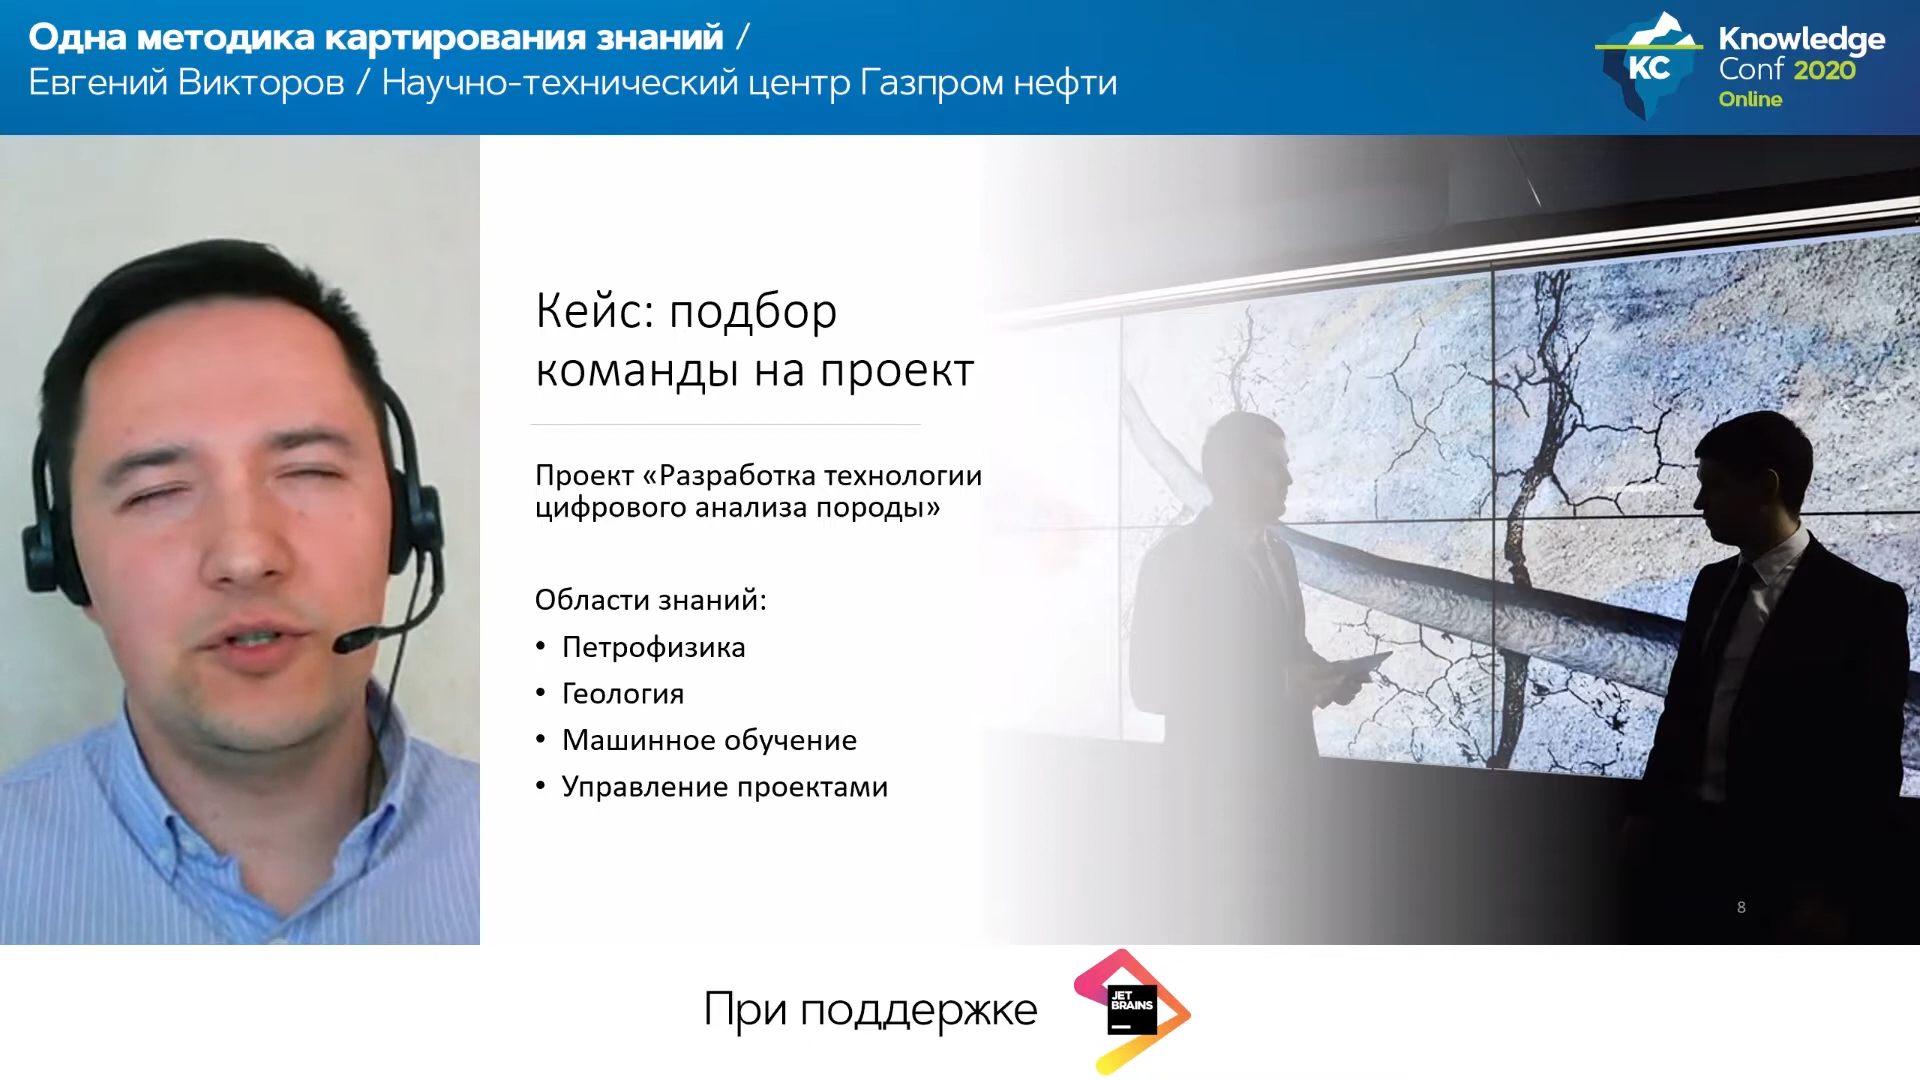 Одна методика картирования знаний /
Евгений Викторов / Научно-технический центр Газпром нефти
KC
Knowledge
Conf 2020
Online
Кейс: подбор
команды на проект
Проект «Разработка технологии
цифрового анализа породы»
Области знаний:
• Петрофизика
• Геология
• Машинное обучение
• Управление проектами
8
При поддержке
JET
BRAINS